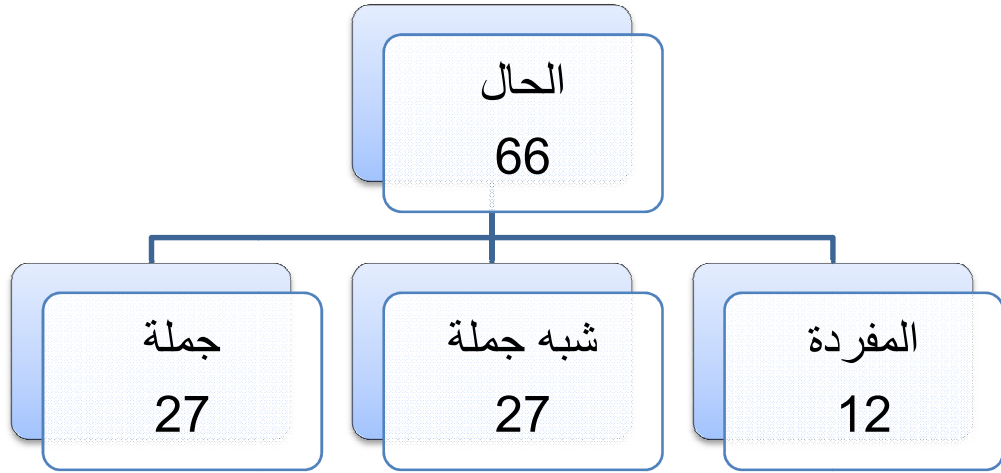 الحال
66
المفردة
12
شبه جملة
27
جملة
27